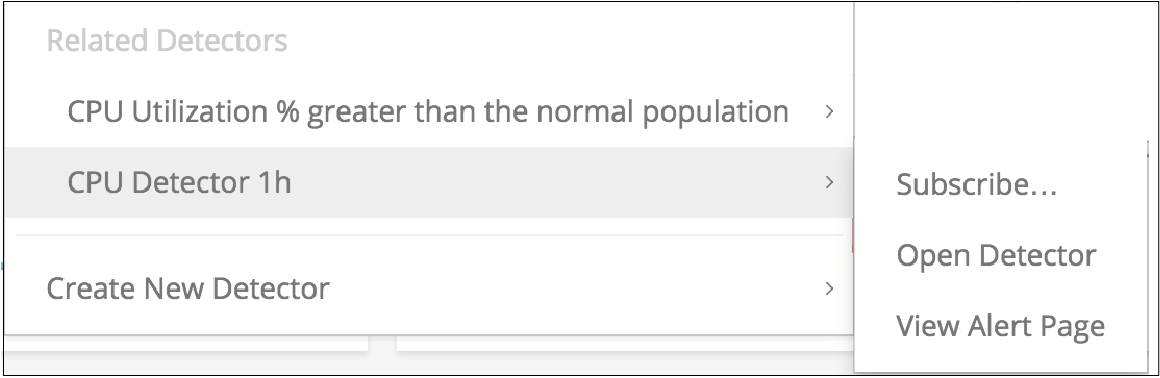 Related Detectors
CPU Utilization % greater than the normal population
CPU Detector 1h
Create New Detector
Subscribe...
Open Detector
View Alert Page